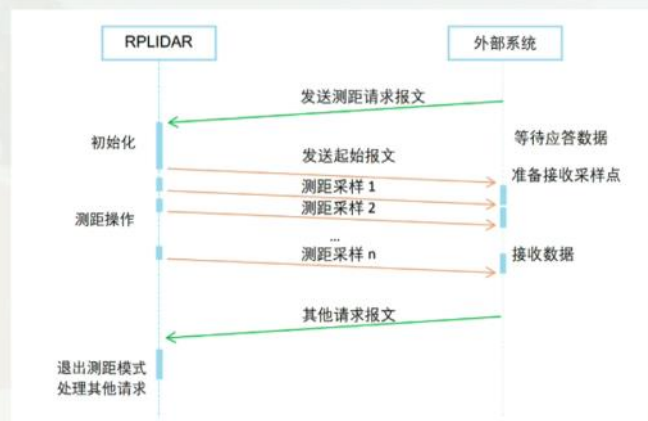 RPLIDAR
外部系统
发送测距请求报文
初始化
等待应答数据
发送起始报文
准备接收采样点
测距采样 1
测距采样 2
测距操作
...
测距采样 n
接收数据
其他请求报文
退出测距模式
处理其他请求